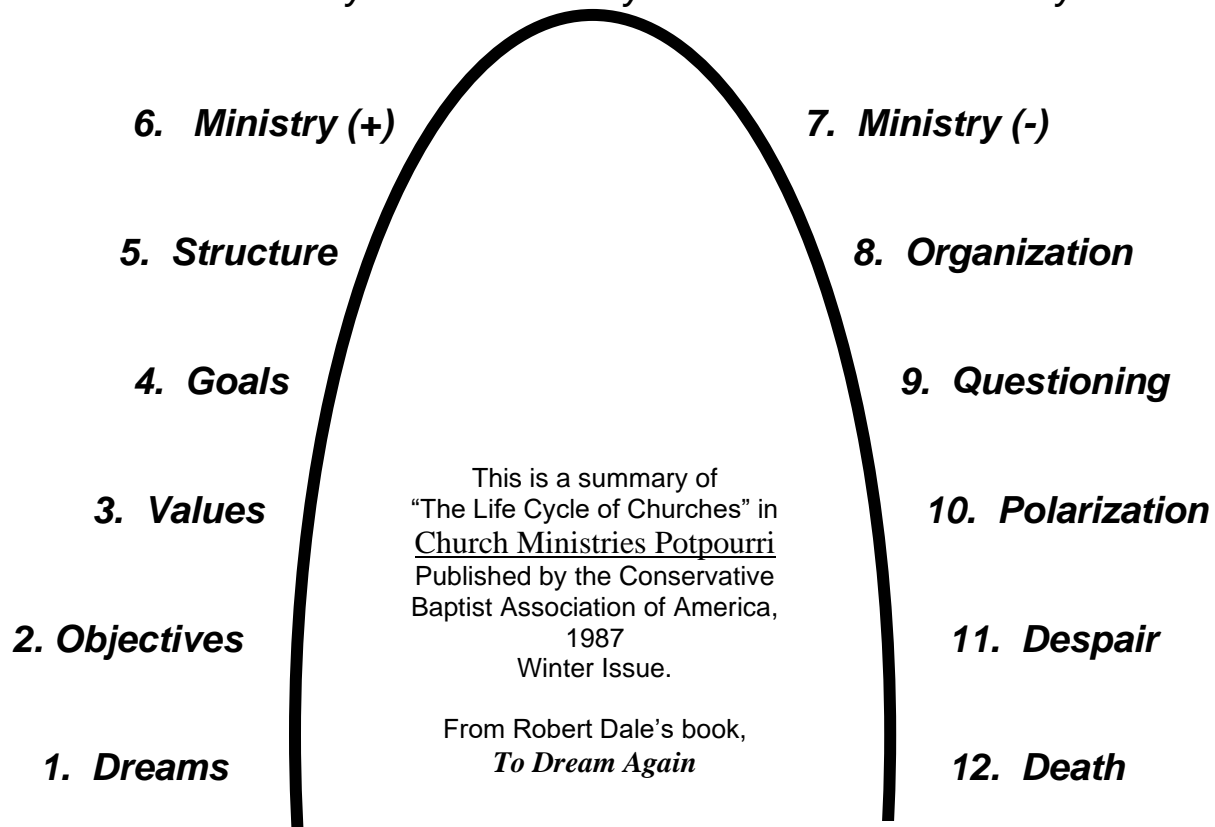 6. Ministry (+)
7. Ministry (-)
5. Structure
8. Organization
4. Goals
9. Questioning
3. Values
10. Polarization
2. Objectives
11. Despair
1. Dreams
12. Death
This is a summary of
“The Life Cycle of Churches” in
Church Ministries Potpourri
Published by the Conservative
Baptist Association of America,
1987
Winter Issue.
From Robert Dale’s book,
To Dream Again